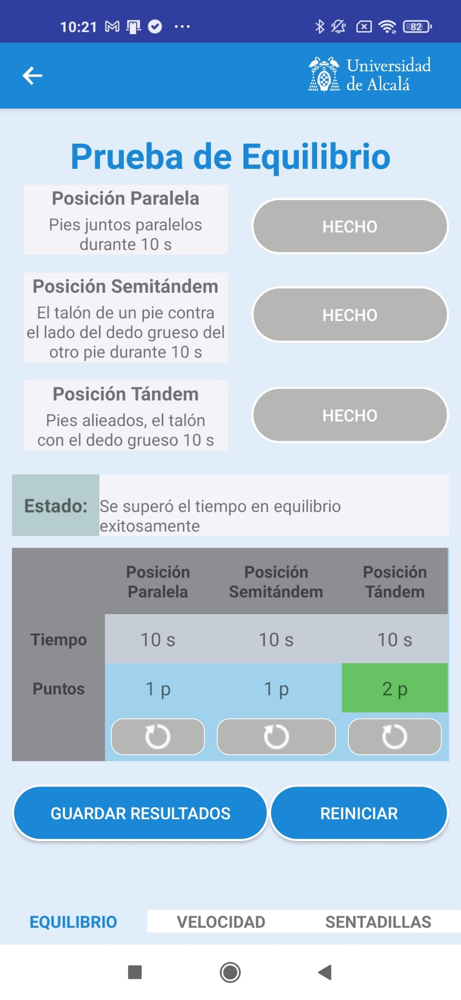 10:21
82
Universidad
de Alcalá
Prueba de Equilibrio
Posición Paralela
Pies juntos paralelos
durante 10 s
HECHO
Posición Semitándem
El talón de un pie contra
el lado del dedo grueso del
otro pie durante 10 s
HECHO
Posición Tándem
Pies alieados, el talón
con el dedo grueso 10 s
HECHO
Estado:
Se superó el tiempo en equilibrio
exitosamente
Posición Posición Posición
Paralela Semitándem Tándem
Tiempo 10 s 10 s 10 s
Puntos 1 p 1 p 2 p
GUARDAR RESULTADOS REINICIAR
EQUILIBRIO VELOCIDAD SENTADILLAS